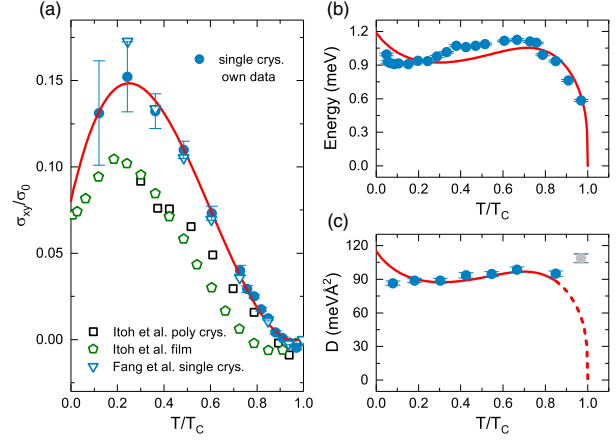 (a)
single crys.
own data
0.15
0.10
0.05
0.00
σxy/σ0
Itoh et al. poly crys.
Itoh et al. film
Fang et al. single crys.
0.0 0.2 0.4 0.6 0.8 1.0
T/TC
(b)
1.2
0.9
0.6
0.3
0.0
Energy (meV)
0.0 0.2 0.4 0.6 0.8 1.0
T/TC
(c)
120
90
60
30
0
D (meVÅ²)
0.0 0.2 0.4 0.6 0.8 1.0
T/TC